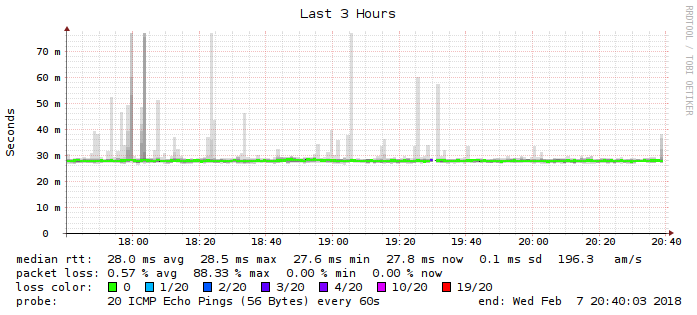 Last 3 Hours
RRDTOOL / TOBI OETIKER
Seconds
70 m
60 m
50 m
40 m
30 m
20 m
10 m
0
18:00 18:20 18:40 19:00 19:20 19:40 20:00 20:20 20:40
median rtt: 28.0 ms avg 28.5 ms max 27.6 ms min 27.8 ms now 0.1 ms sd 196.3 am/s
packet loss: 0.57 % avg 88.33 % max 0.00 % min 0.00 % now
loss color: 0 1/20 2/20 3/20 4/20 10/20 19/20
probe: 20 ICMP Echo Pings (56 Bytes) every 60s end: Wed Feb 7 20:40:03 2018